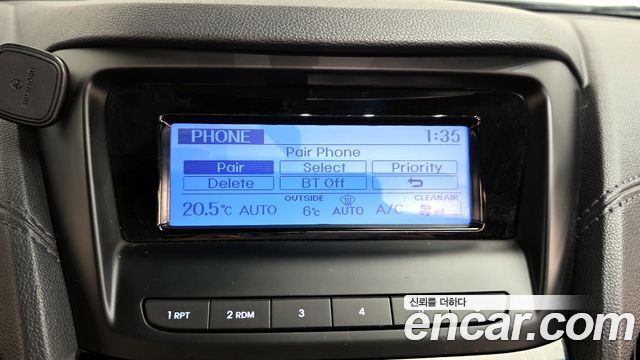 PHONE 1:35
Pair Phone
Pair Select Priority
Delete BT Off
OUTSIDE CLEAN AIR
20.5°C AUTO 6°C AUTO A/C
1 RPT 2 RDM 3 4
신뢰를 더하다
encar.com